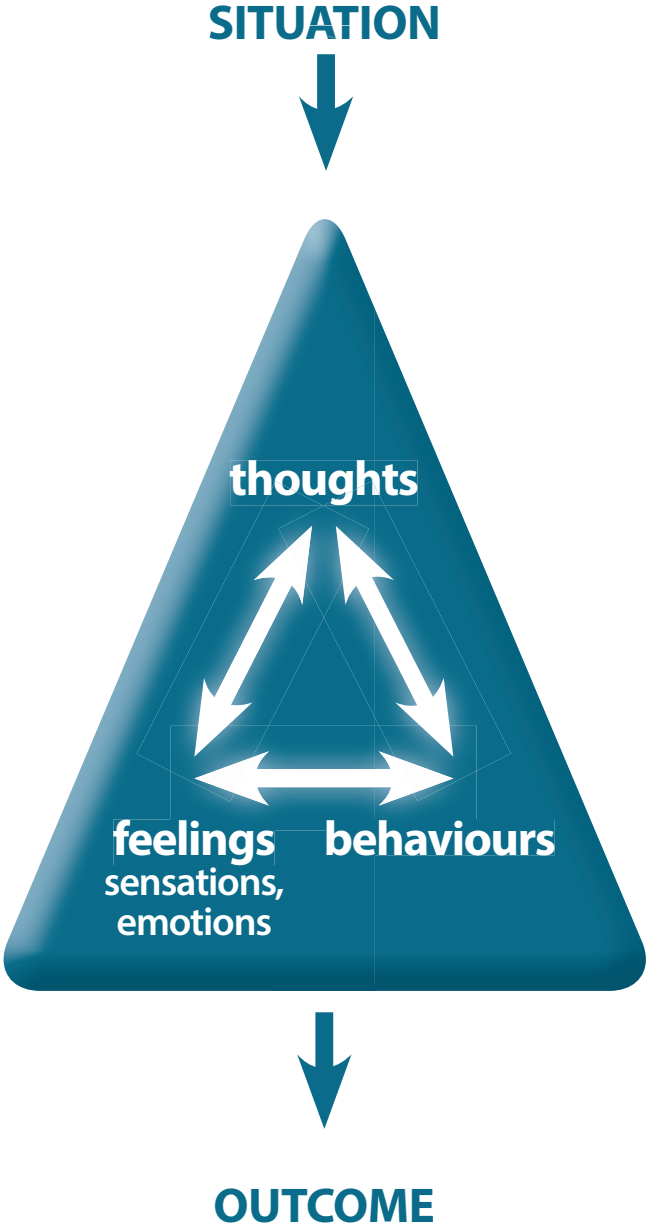 SITUATION
thoughts
feelings
behaviours
sensations,
emotions
OUTCOME